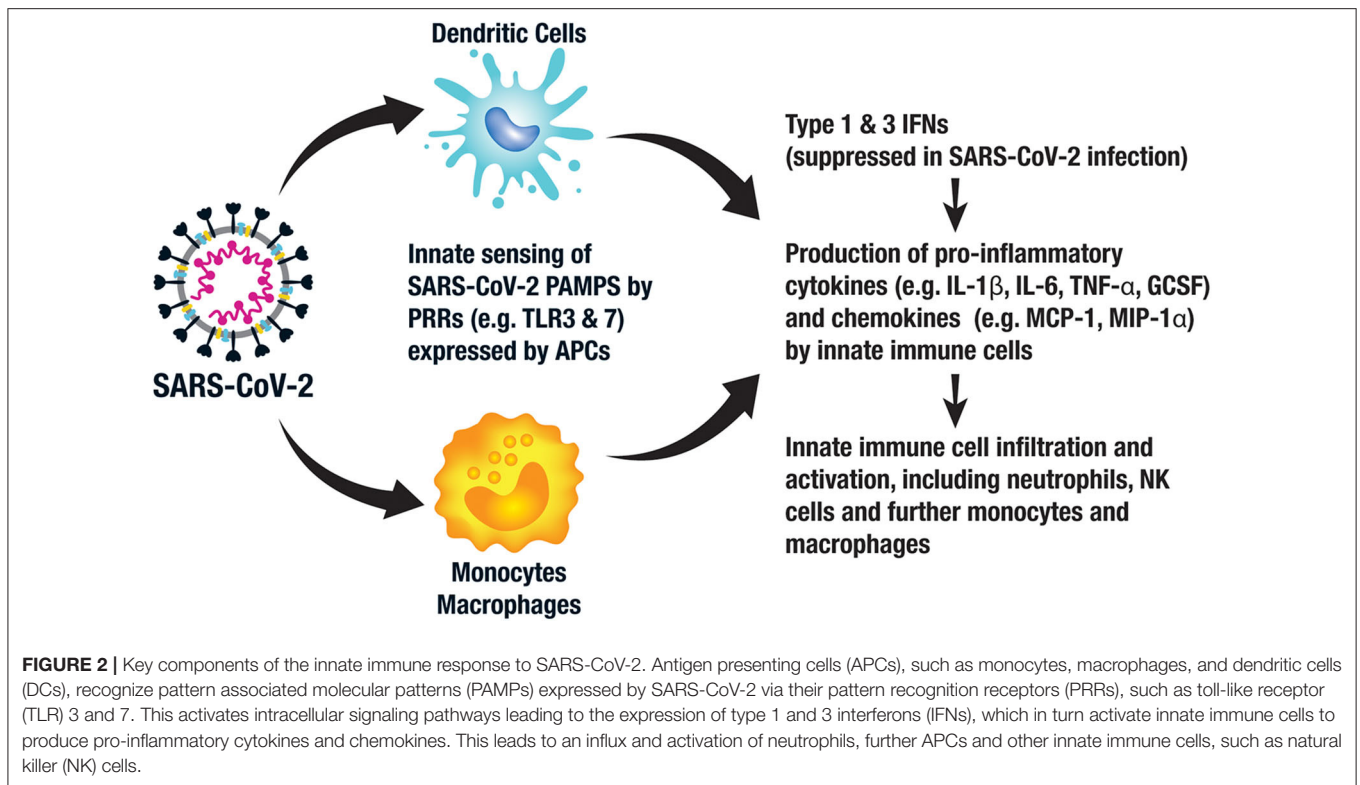 Dendritic Cells
Type 1 & 3 IFNs
(suppressed in SARS-CoV-2 infection)
Innate sensing of
SARS-CoV-2 PAMPS by
PRRs (e.g. TLR3 & 7)
expressed by APCs
Production of pro-inflammatory
cytokines (e.g. IL-1β, IL-6, TNF-α, GCSF)
and chemokines (e.g. MCP-1, MIP-1α)
by innate immune cells
SARS-CoV-2
Monocytes
Macrophages
Innate immune cell infiltration and
activation, including neutrophils, NK
cells and further monocytes and
macrophages
FIGURE 2 | Key components of the innate immune response to SARS-CoV-2. Antigen presenting cells (APCs), such as monocytes, macrophages, and dendritic cells
(DCs), recognize pattern associated molecular patterns (PAMPs) expressed by SARS-CoV-2 via their pattern recognition receptors (PRRs), such as toll-like receptor
(TLR) 3 and 7. This activates intracellular signaling pathways leading to the expression of type 1 and 3 interferons (IFNs), which in turn activate innate immune cells to
produce pro-inflammatory cytokines and chemokines. This leads to an influx and activation of neutrophils, further APCs and other innate immune cells, such as natural
killer (NK) cells.